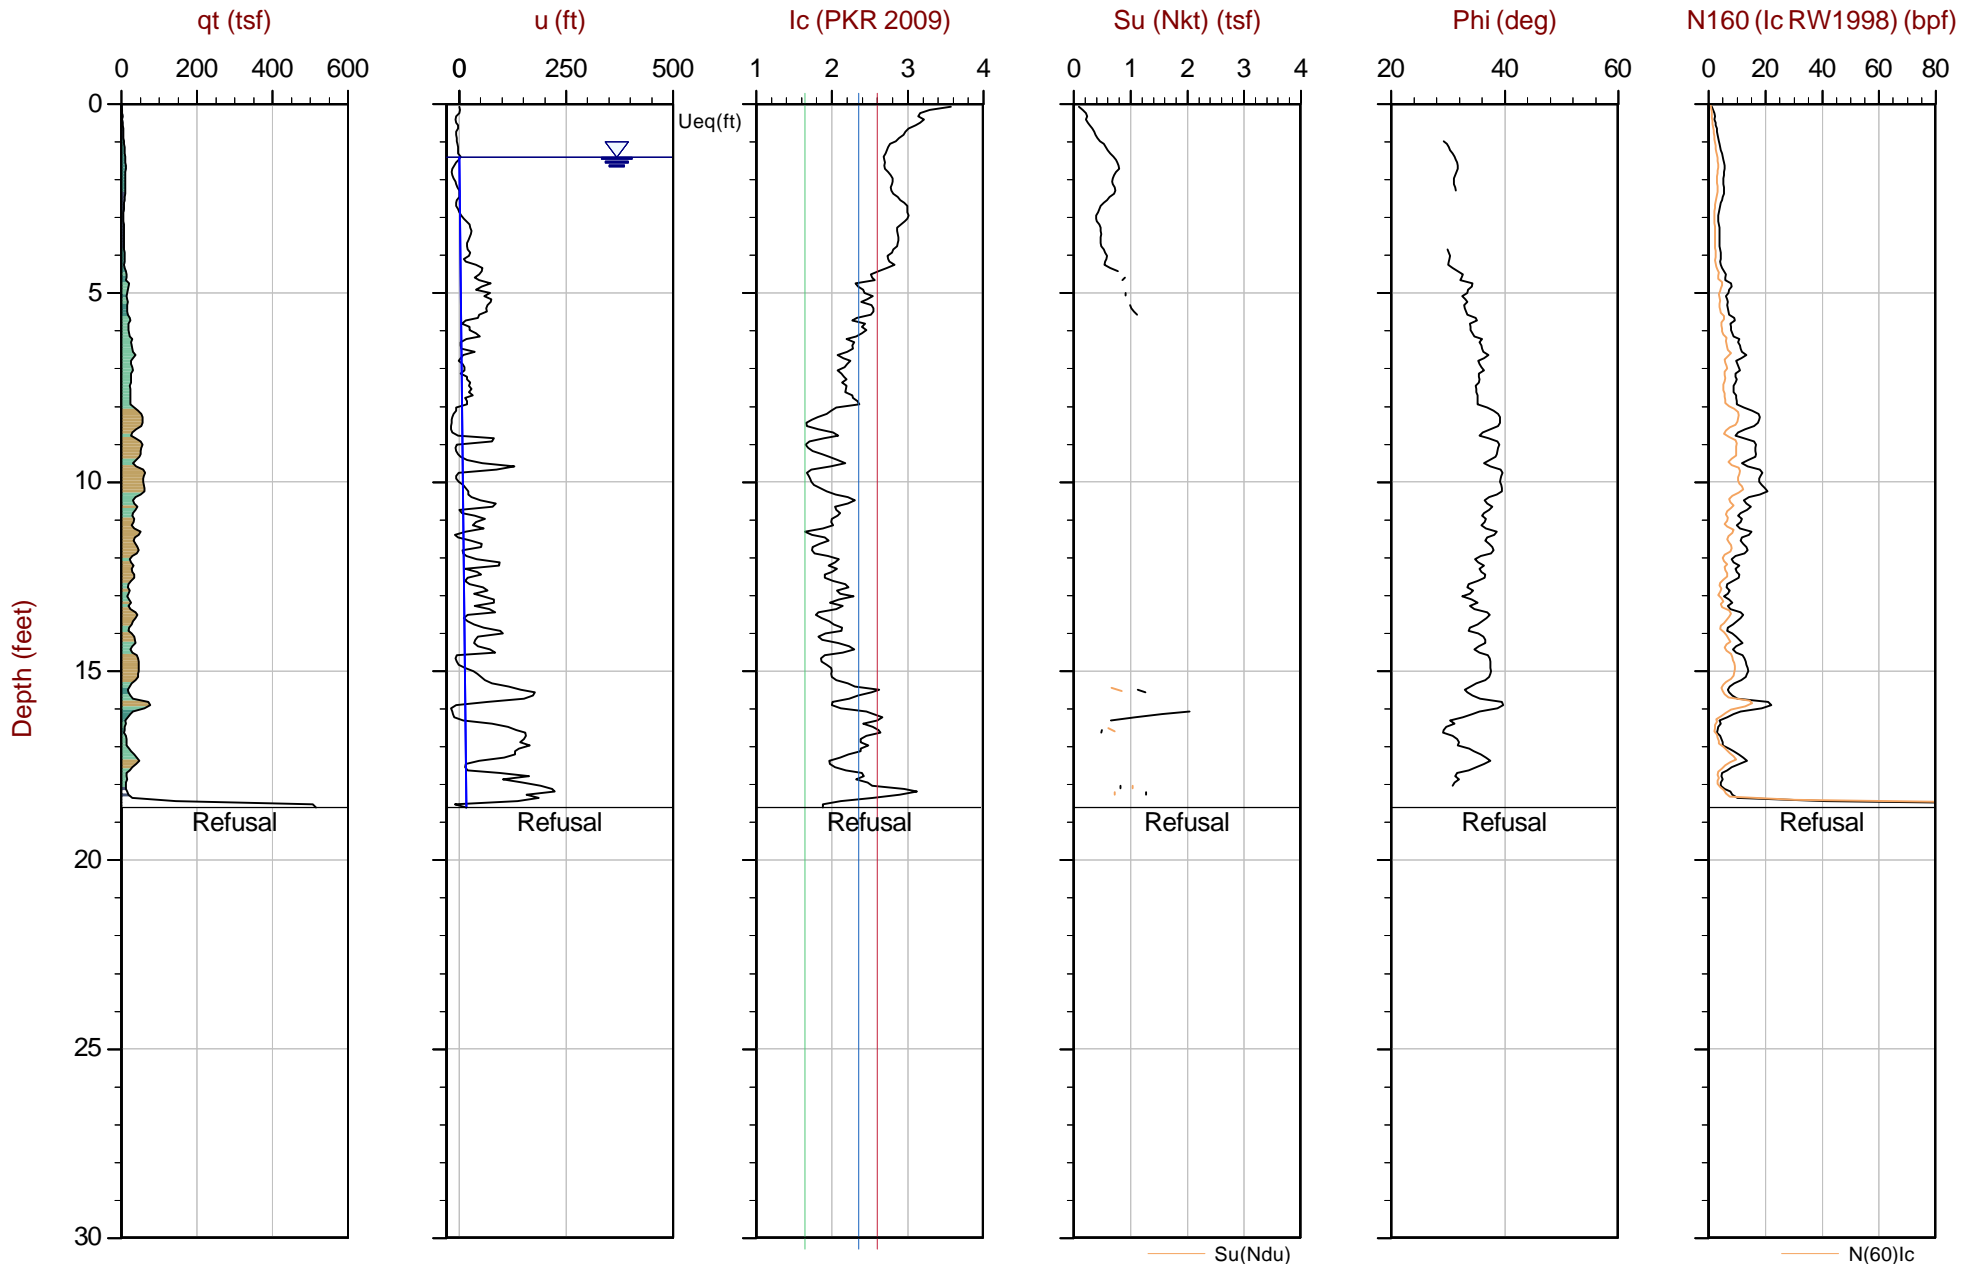 qt (tsf) u (ft) Ic (PKR 2009) Su (Nkt) (tsf) Phi (deg) N160 (Ic RW1998) (bpf)
0 200 400 600 0 250 500 1 2 3 4 0 1 2 3 4 20 40 60 0 20 40 60 80
0
Ueq(ft)
5
10
15
Depth (feet)
Refusal Refusal Refusal Refusal Refusal Refusal
20
25
30
Su(Ndu) N(60)Ic